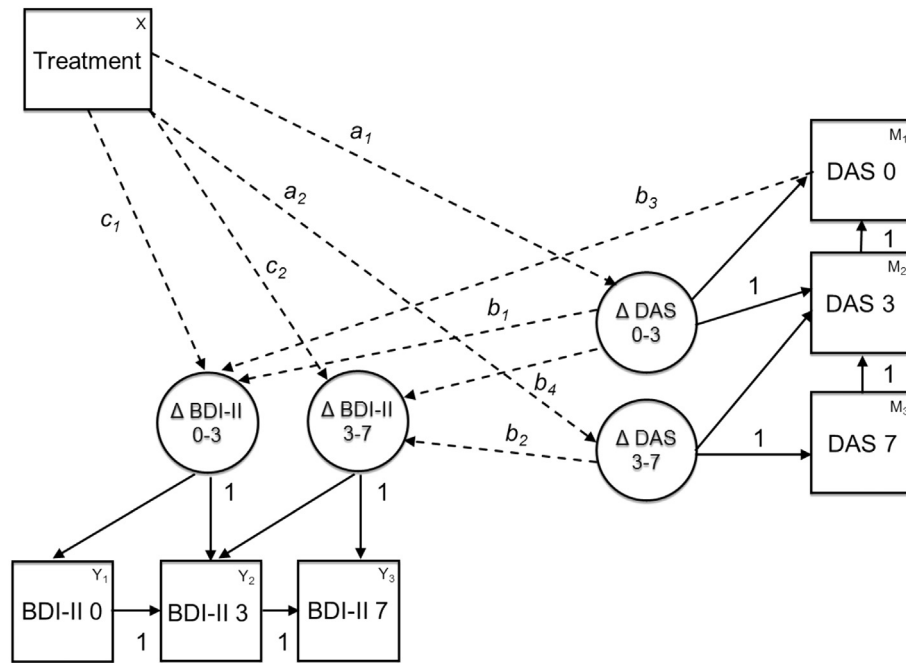 X
Treatment
a1
a2
b3
c1
c2
b1
b4
b2
M1
DAS 0
1
M2
DAS 3
1
1
M3
DAS 7
1
Δ DAS
0-3
Δ DAS
3-7
Δ BDI-II
0-3
Δ BDI-II
3-7
1
1
Y1
BDI-II 0
1
Y2
BDI-II 3
1
Y3
BDI-II 7